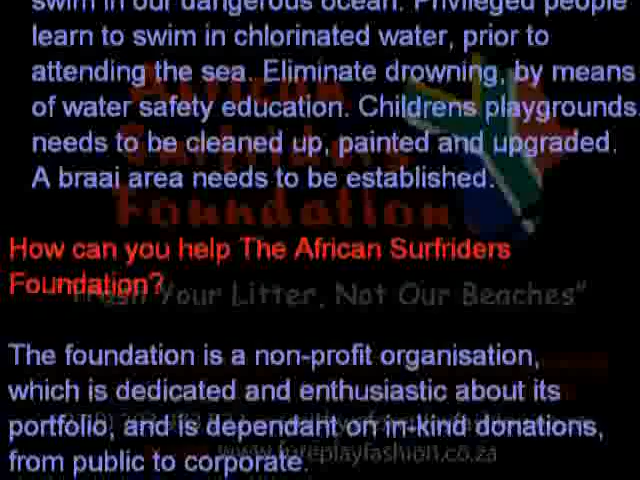 swim in our dangerous ocean. Privileged people
learn to swim in chlorinated water, prior to
attending the sea. Eliminate drowning, by means
of water safety education. Childrens playgrounds
needs to be cleaned up, painted and upgraded.
A braai area needs to be established.
African
Surfriders
Foundation
How can you help The African Surfriders
Foundation?
Your Litter, Not Our Beaches"
The foundation is a non-profit organisation,
which is dedicated and enthusiastic about its
portfolio, and is dependant on in-kind donations,
www.foreplayfashion.co.za
from public to corporate.